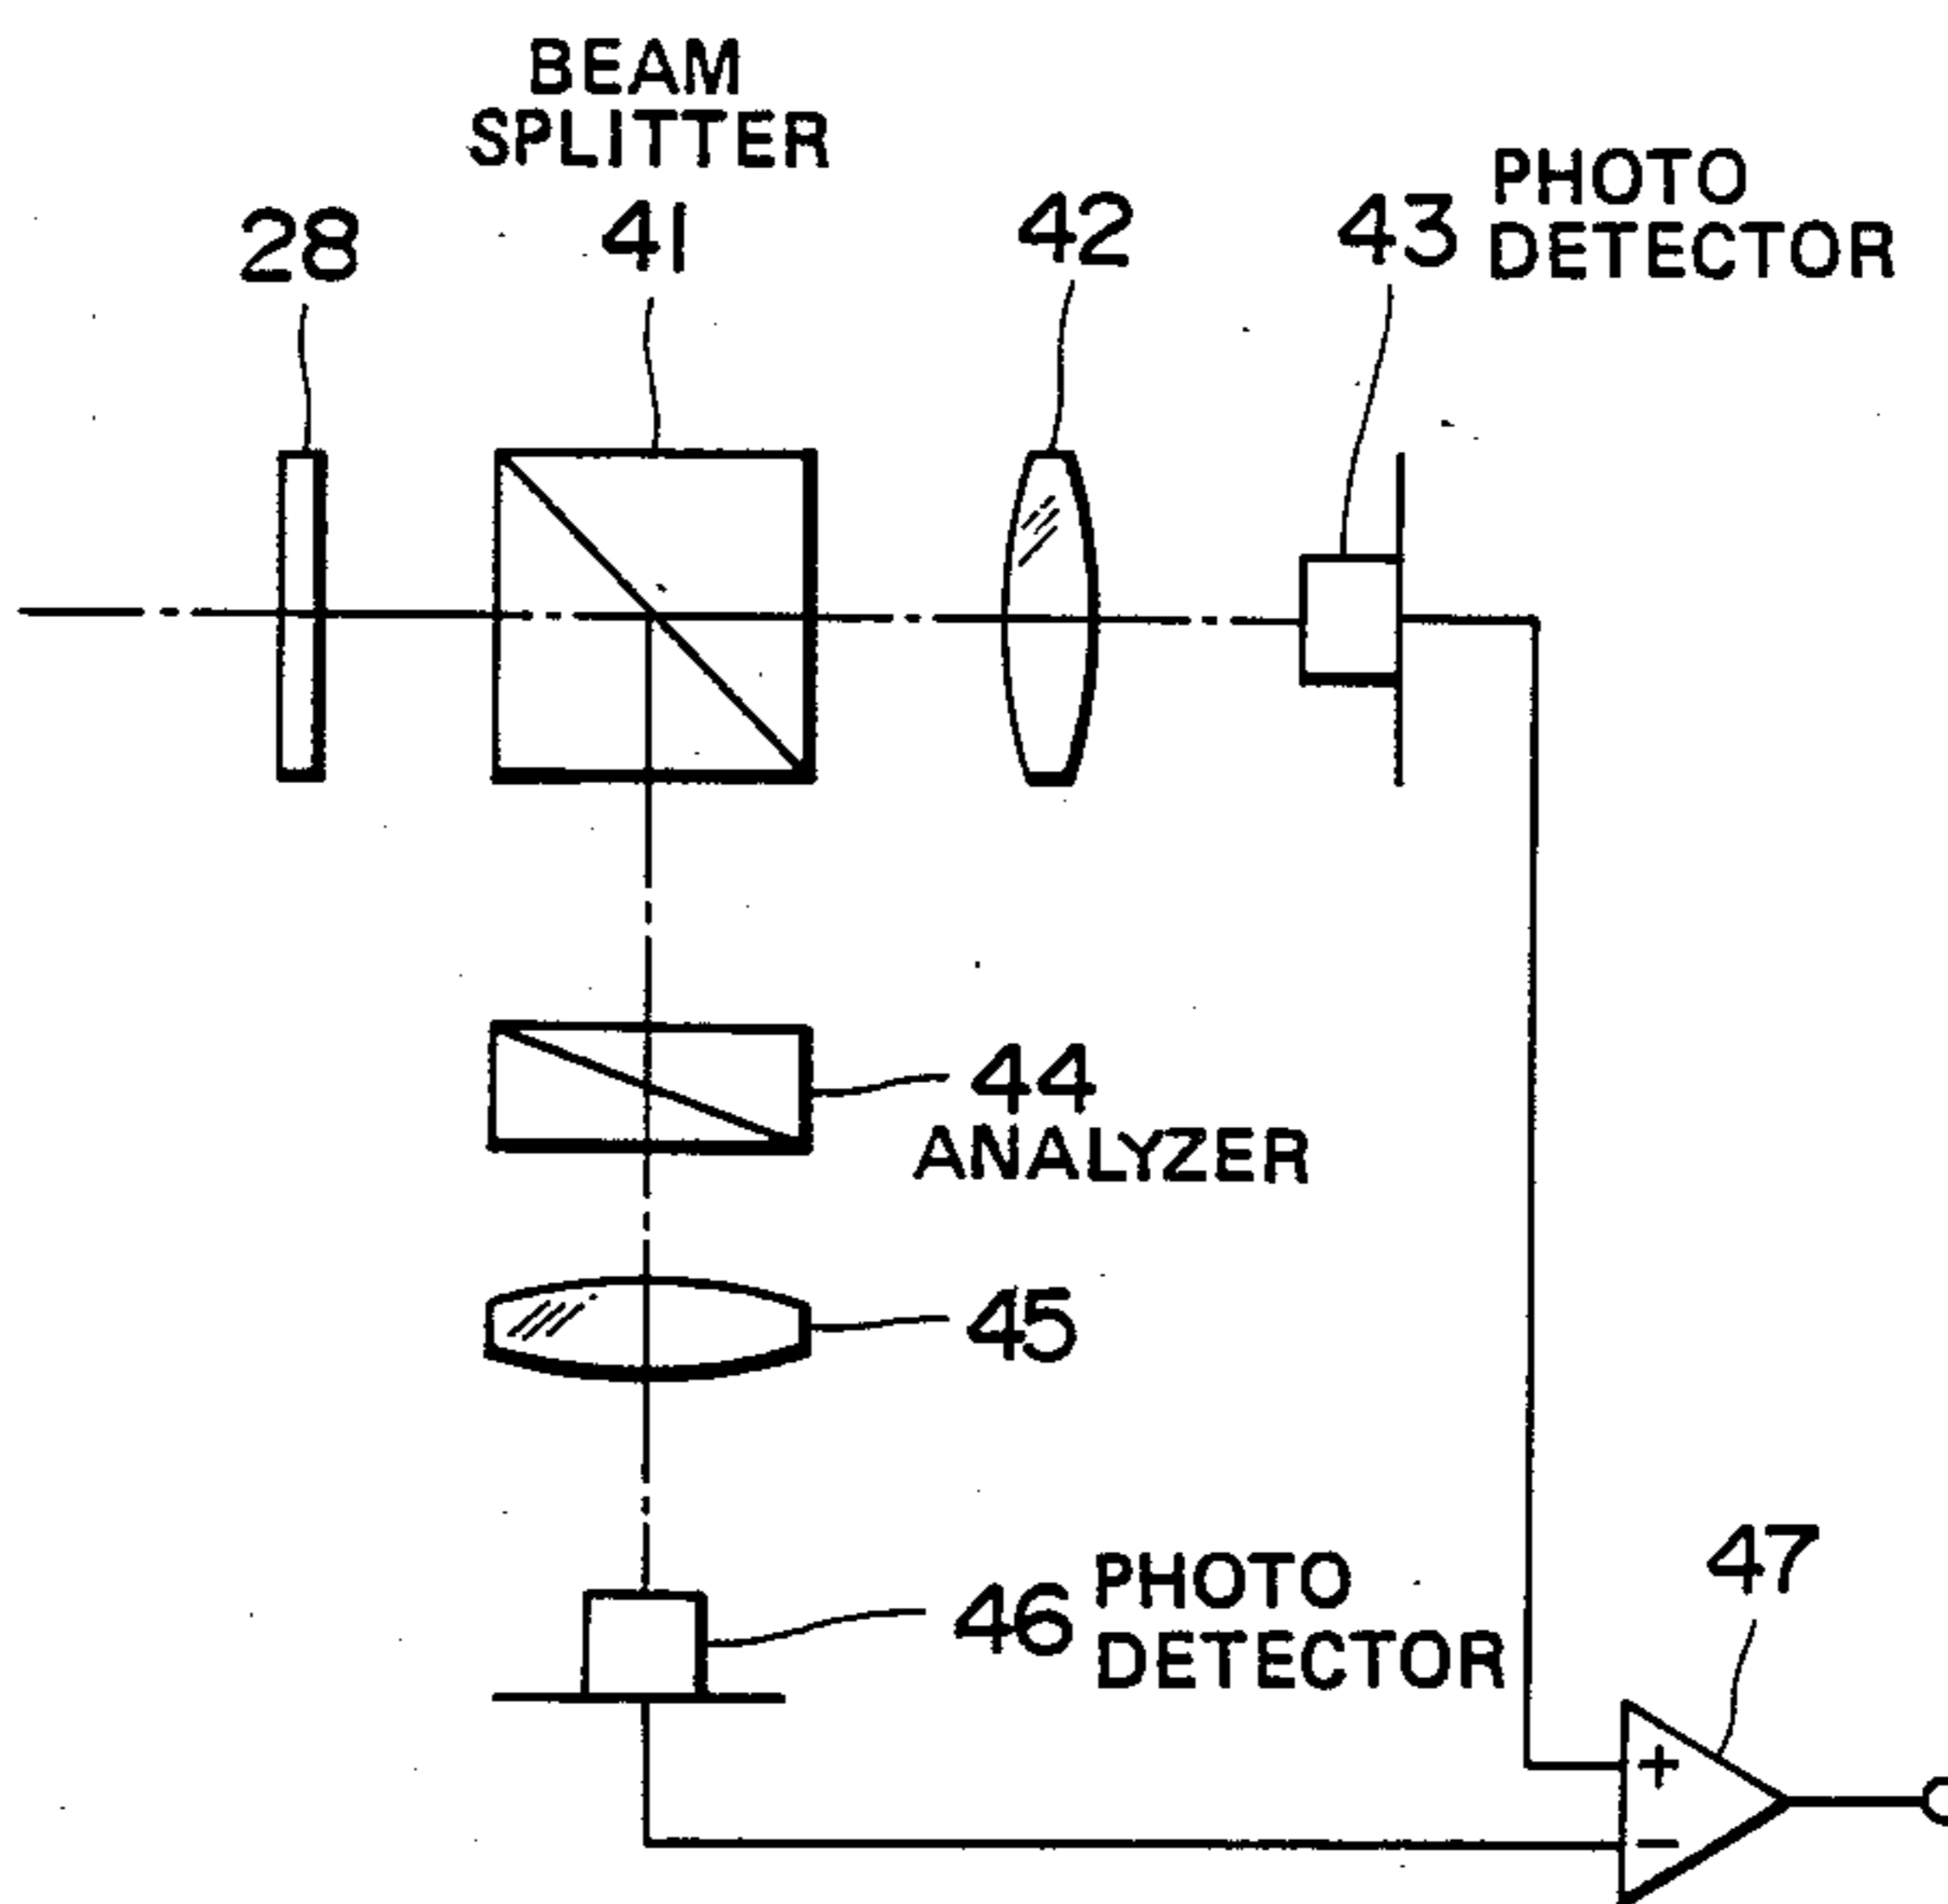 BEAM
SPLITTER
28
41
42
43
PHOTO
DETECTOR
44
ANALYZER
45
46
PHOTO
DETECTOR
47
+
−